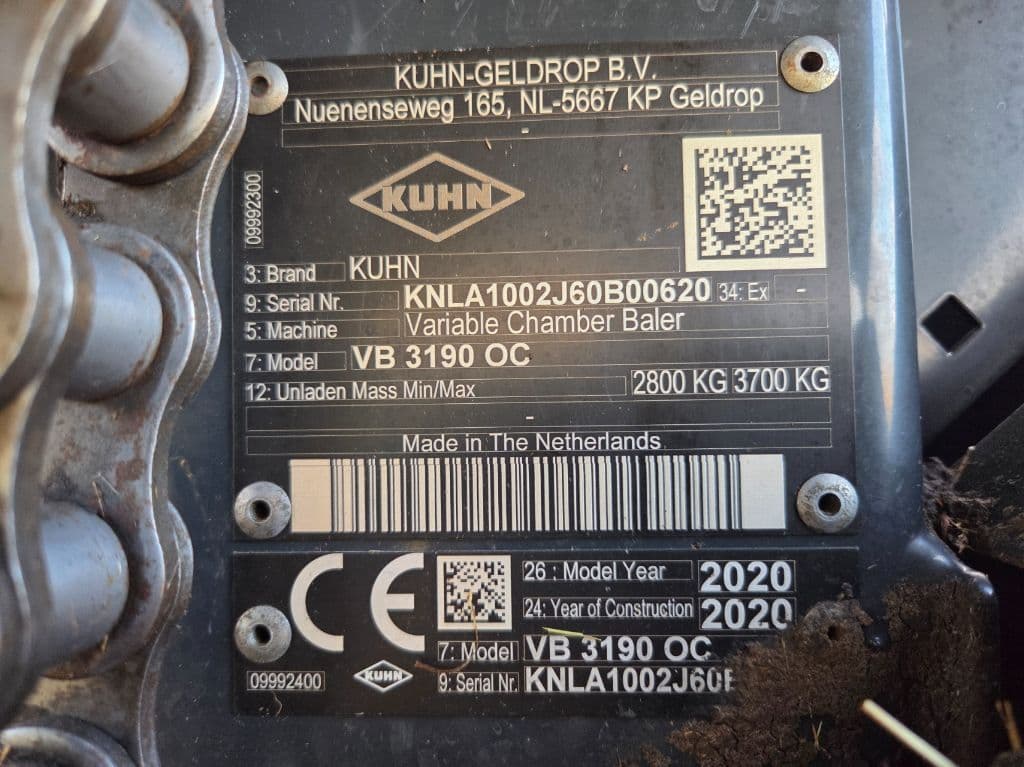 KUHN-GELDROP B.V.
Nuenenseweg 165, NL-5667 KP Geldrop
-
KUHN
09992300
3: Brand KUHN
9: Serial Nr. KNLA1002J60B00620 34: Ex -
5: Machine Variable Chamber Baler
7: Model VB 3190 OC
12: Unladen Mass Min/Max 2800 KG 3700 KG
-
Made in The Netherlands
CE
26 : Model Year 2020
24: Year of Construction 2020
7: Model VB 3190 OC
9: Serial Nr. KNLA1002J60
09992400 KUHN